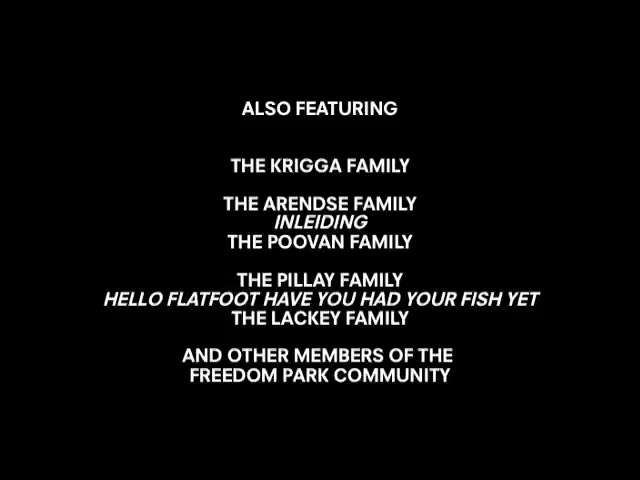 ALSO FEATURING
THE KRIGGA FAMILY
THE ARENDSE FAMILY
INLEIDING
THE POOVAN FAMILY
THE PILLAY FAMILY
HELLO FLATFOOT HAVE YOU HAD YOUR FISH YET
THE LACKEY FAMILY
AND OTHER MEMBERS OF THE
FREEDOM PARK COMMUNITY